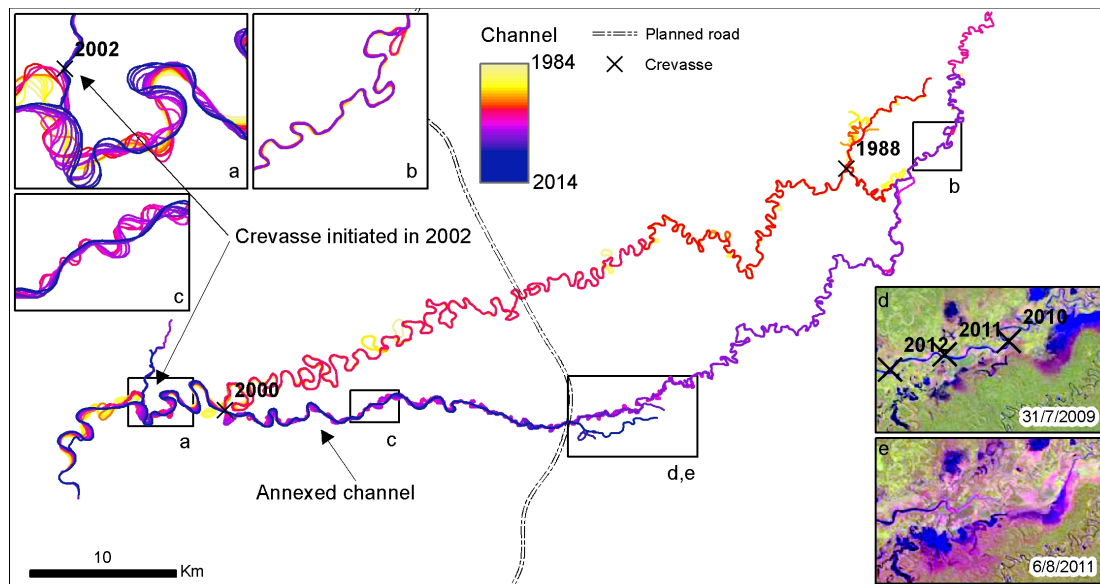 2002
a
b
c
Channel
1984
2014
Planned road
Crevasse
1988
b
Crevasse initiated in 2002
2000
a
c
Annexed channel
d,e
d
2010
2011
2012
31/7/2009
e
6/8/2011
10
Km